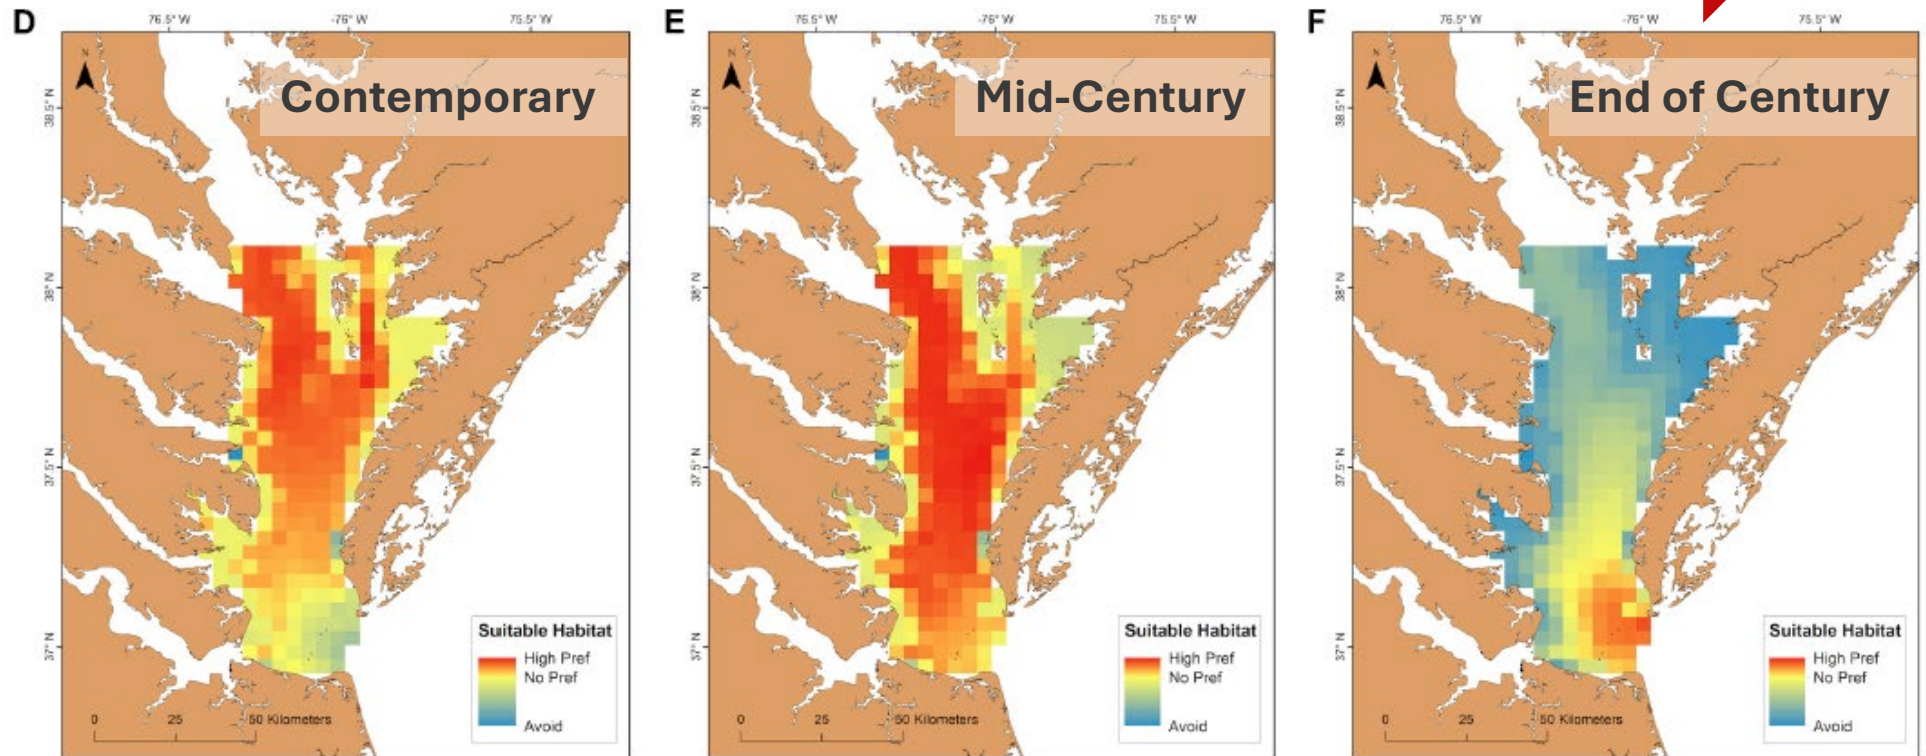 D
76.5° W
-76° W
75.5° W
N
Contemporary
38.5° N
38° N
37.5° N
37° N
Suitable Habitat
High Pref
No Pref
Avoid
0 25 50 Kilometers
E
76.5° W
-76° W
75.5° W
N
Mid-Century
38.5° N
38° N
37.5° N
37° N
Suitable Habitat
High Pref
No Pref
Avoid
0 25 50 Kilometers
F
76.5° W
-76° W
75.5° W
N
End of Century
38.5° N
38° N
37.5° N
37° N
Suitable Habitat
High Pref
No Pref
Avoid
0 25 50 Kilometers